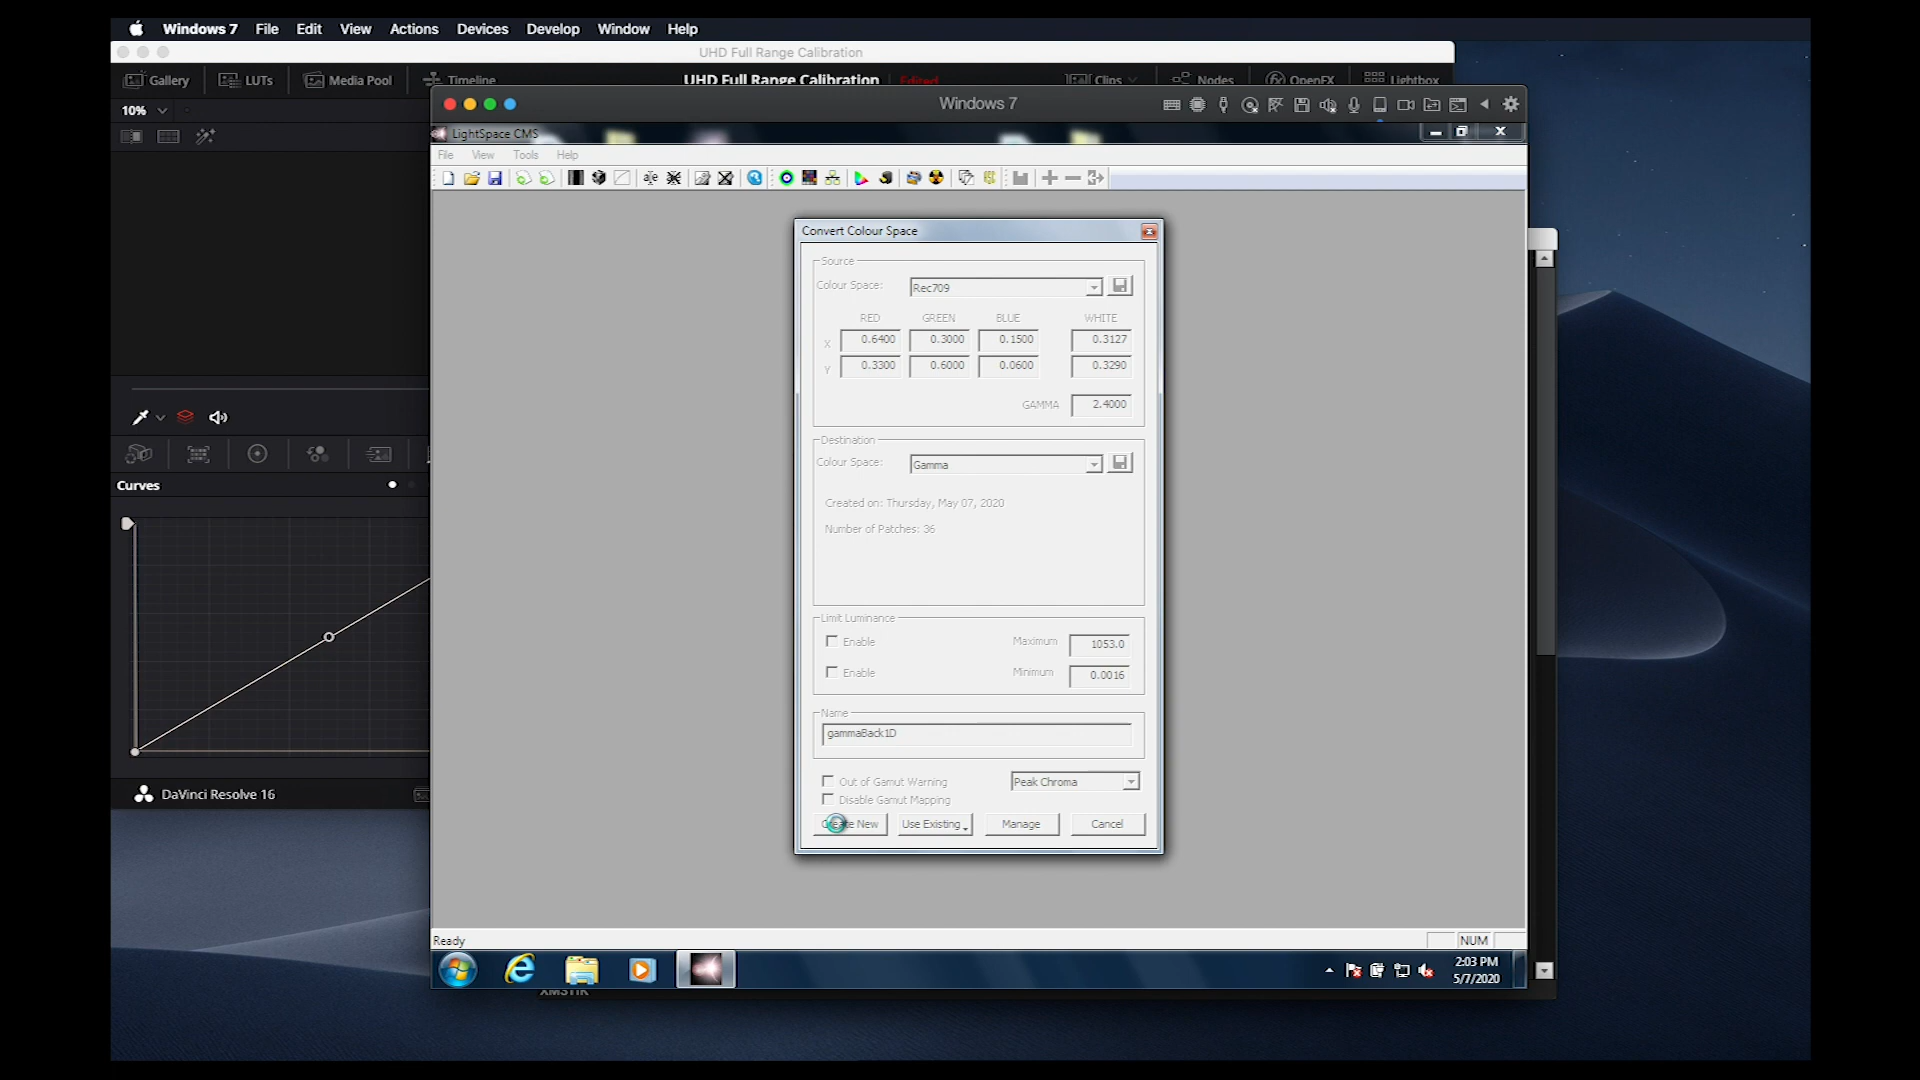 Windows 7 File Edit View Actions Devices Develop Window Help
UHD Full Range Calibration
Gallery LUTs Media Pool Timeline UHD Full Range Calibration Edited Clips Nodes OpenFX Lightbox
10%
Windows 7
LightSpace CMS
File View Tools Help
Convert Colour Space
Source
Colour Space: Rec709
RED GREEN BLUE WHITE
X 0.6400 0.3000 0.1500 0.3127
Y 0.3300 0.6000 0.0600 0.3290
GAMMA 2.4000
Destination
Colour Space: Gamma
Created on: Thursday, May 07, 2020
Number of Patches: 36
Limit Luminance
Enable Maximum 1053.0
Enable Minimum 0.0016
Name
gammaBack1D
Out of Gamut Warning Peak Chroma
Disable Gamut Mapping
New Use Existing Manage Cancel
Curves
DaVinci Resolve 16
Ready NUM
2:03 PM
5/7/2020